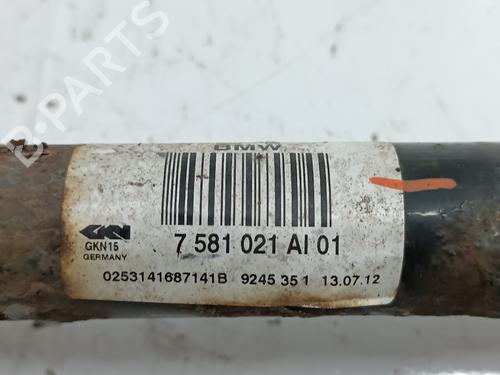 B-PARTS
BMW
GKN
GKN15
GERMANY
7 581 021 AI 01
0253141687141B 9245 35 1 13.07.12